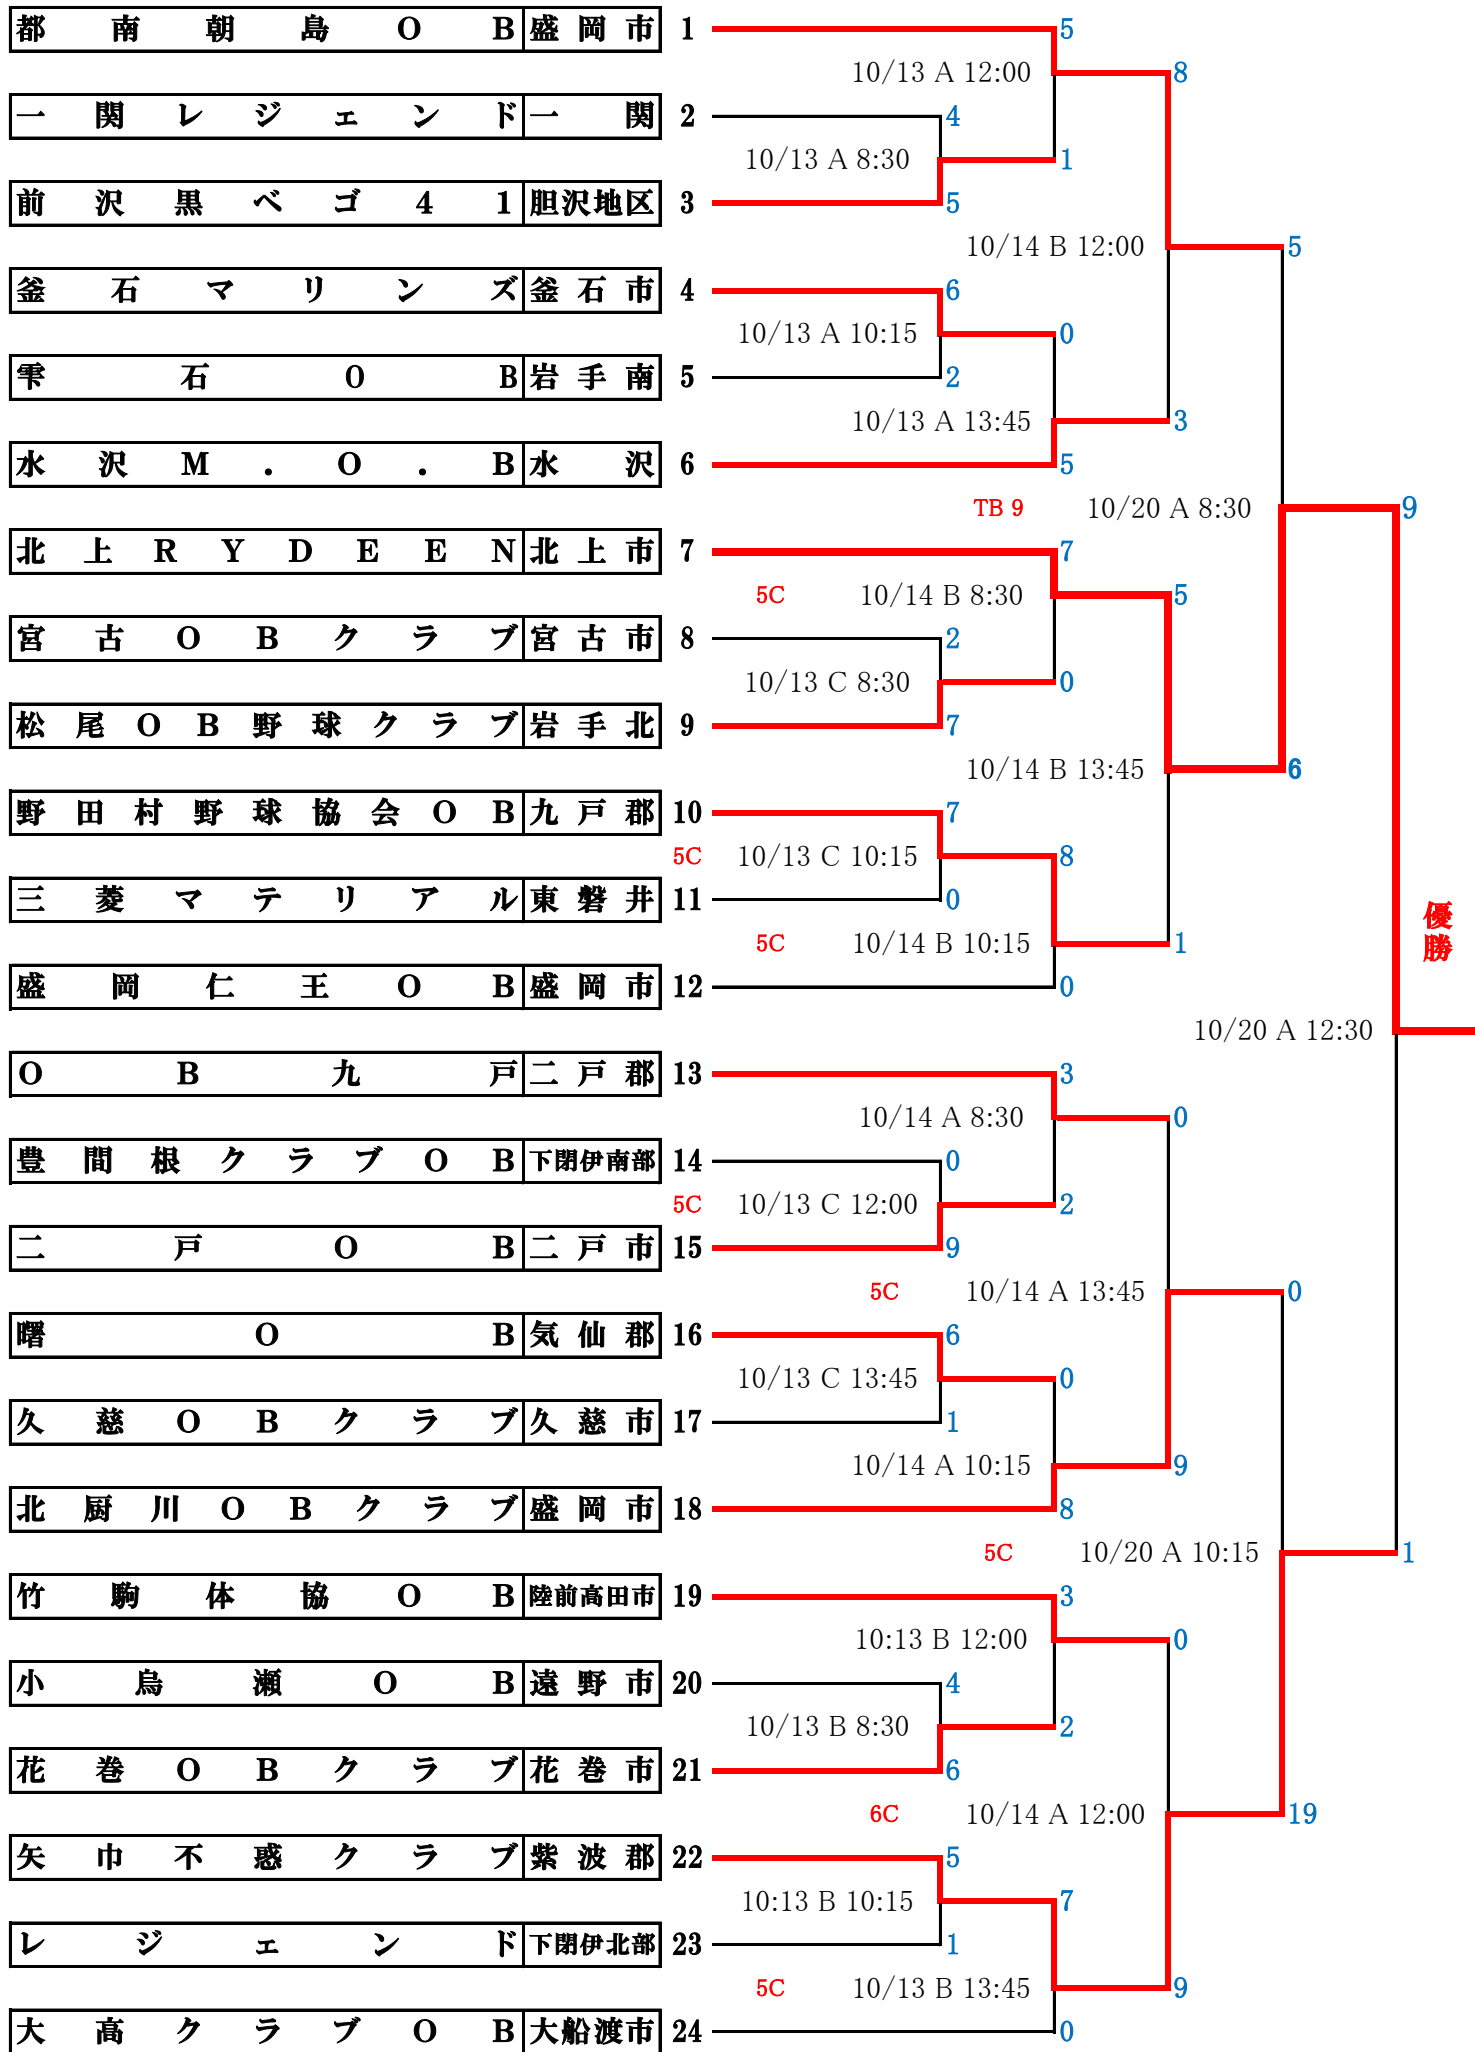 都南朝島OB 盛岡市 1 5
10/13 A 12:00 8
一関レジェンド 一関 2 4
10/13 A 8:30 1
前沢黒べゴ41 胆沢地区 3 5
10/14 B 12:00 5
釜石マリンズ 釜石市 4 6
10/13 A 10:15 0
雫石OB 岩手南 5 2
10/13 A 13:45 3
水沢M.O.B 水沢 6 5
TB 9 10/20 A 8:30 9
北上RYDEEN 北上市 7 7
5C 10/14 B 8:30 5
宮古OBクラブ 宮古市 8 2
10/13 C 8:30 0
松尾OB野球クラブ 岩手北 9 7
10/14 B 13:45 6
野田村野球協会OB 九戸郡 10 7
5C 10/13 C 10:15 8
三菱マテリアル 東磐井 11 0
優勝
5C 10/14 B 10:15 1
盛岡仁王OB 盛岡市 12 0
10/20 A 12:30
OB九戸 二戸郡 13 3
10/14 A 8:30 0
豊間根クラブOB 下閉伊南部 14 0
5C 10/13 C 12:00 2
二戸OB 二戸市 15 9
5C 10/14 A 13:45 0
曙OB 気仙郡 16 6
10/13 C 13:45 0
久慈OBクラブ 久慈市 17 1
10/14 A 10:15 9
北厨川OBクラブ 盛岡市 18 8
5C 10/20 A 10:15 1
竹駒体協OB 陸前高田市 19 3
10:13 B 12:00 0
小烏瀬OB 遠野市 20 4
10/13 B 8:30 2
花巻OBクラブ 花巻市 21 6
6C 10/14 A 12:00 19
矢巾不惑クラブ 紫波郡 22 5
10:13 B 10:15 7
レジェンド 下閉伊北部 23 1
5C 10/13 B 13:45 9
大高クラブOB 大船渡市 24 0